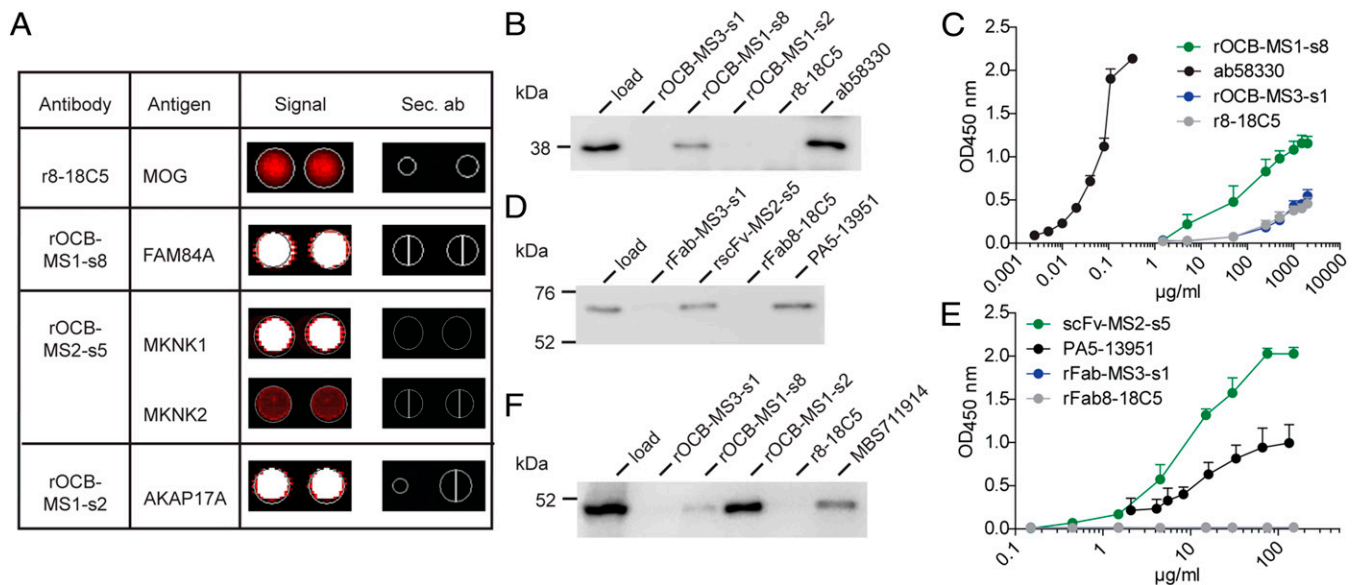 A
Antibody Antigen Signal Sec. ab
r8-18C5 MOG
rOCB-
MS1-s8
FAM84A
rOCB-
MS2-s5
MKNK1
MKNK2
rOCB-
MS1-s2
AKAP17A
B
kDa
load
rOCB-MS3-s1
rOCB-MS1-s8
rOCB-MS1-s2
r8-18C5
ab58330
38
C
OD450 nm
2.5
2.0
1.5
1.0
0.5
0.0
0.001
0.01
0.1
1
10
100
1000
10000
µg/ml
rOCB-MS1-s8
ab58330
rOCB-MS3-s1
r8-18C5
D
kDa
load
rFab-MS3-s1
rscFv-MS2-s5
rFab8-18C5
PA5-13951
76
52
E
OD450 nm
2.5
2.0
1.5
1.0
0.5
0.0
0.1
1
10
100
µg/ml
scFv-MS2-s5
PA5-13951
rFab-MS3-s1
rFab8-18C5
F
kDa
load
rOCB-MS3-s1
rOCB-MS1-s8
rOCB-MS1-s2
r8-18C5
MBS711914
52